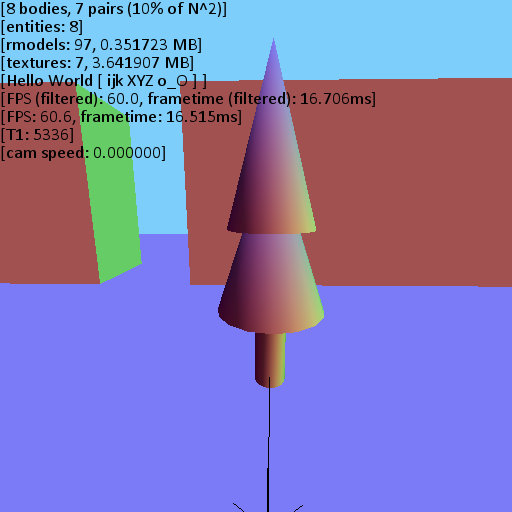 [8 bodies, 7 pairs (10% of N^2)]
[entities: 8]
[rmodels: 97, 0.351723 MB]
[textures: 7, 3.641907 MB]
[Hello World [ ijk XYZ o_O ] ]
[FPS (filtered): 60.0, frametime (filtered): 16.706ms]
[FPS: 60.6, frametime: 16.515ms]
[T1: 5336]
[cam speed: 0.000000]